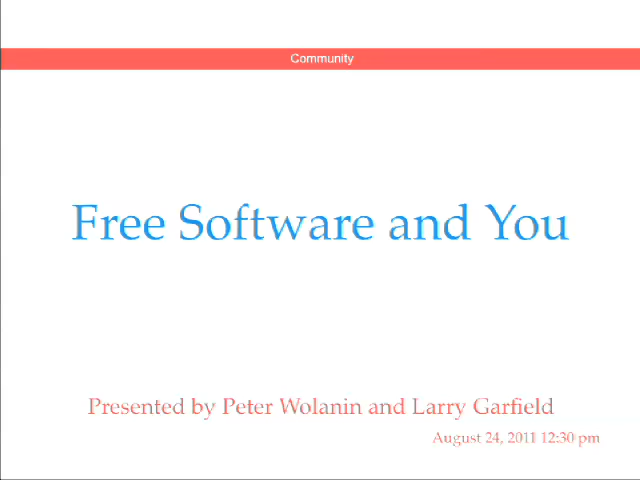 Community
Free Software and You
Presented by Peter Wolanin and Larry Garfield
August 24, 2011 12:30 pm